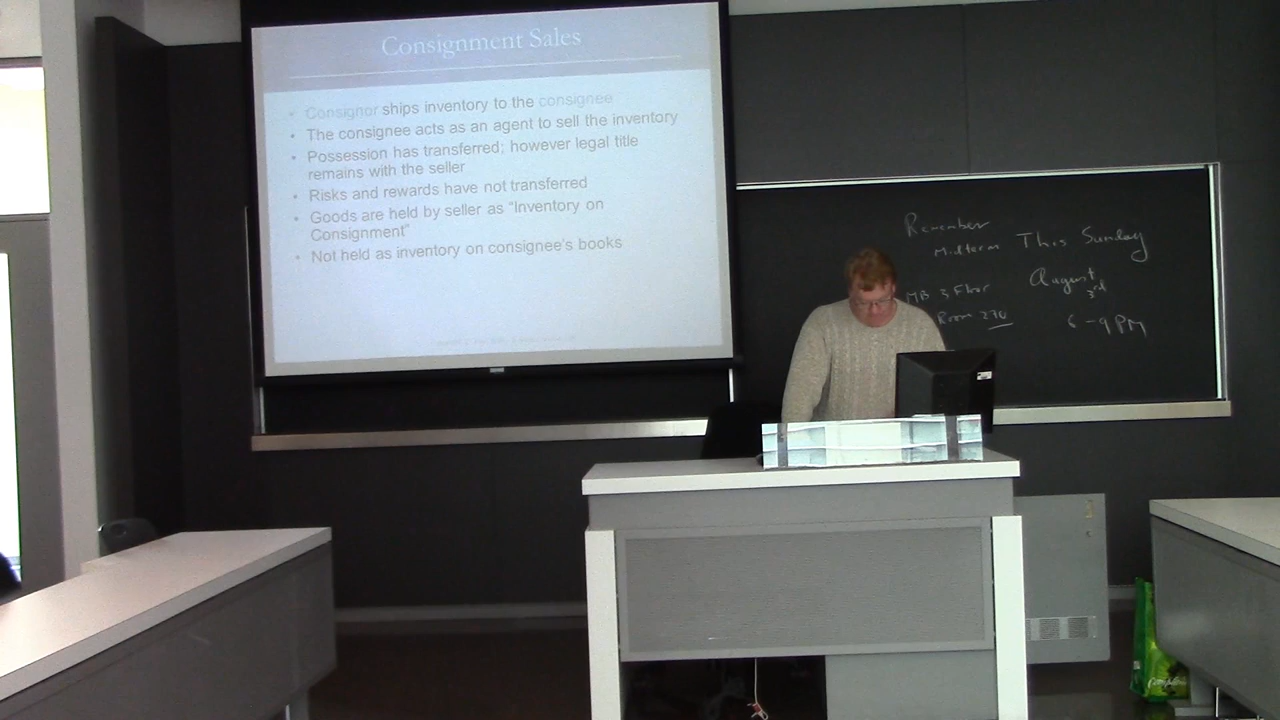 Consignment Sales
• Consignor ships inventory to the consignee
• The consignee acts as an agent to sell the inventory
• Possession has transferred; however legal title
remains with the seller
• Risks and rewards have not transferred
• Goods are held by seller as “Inventory on
Consignment”
• Not held as inventory on consignee’s books
Remember
Midterm This Sunday
August
3rd
MB 3 Floor
Room 270
6-9 PM